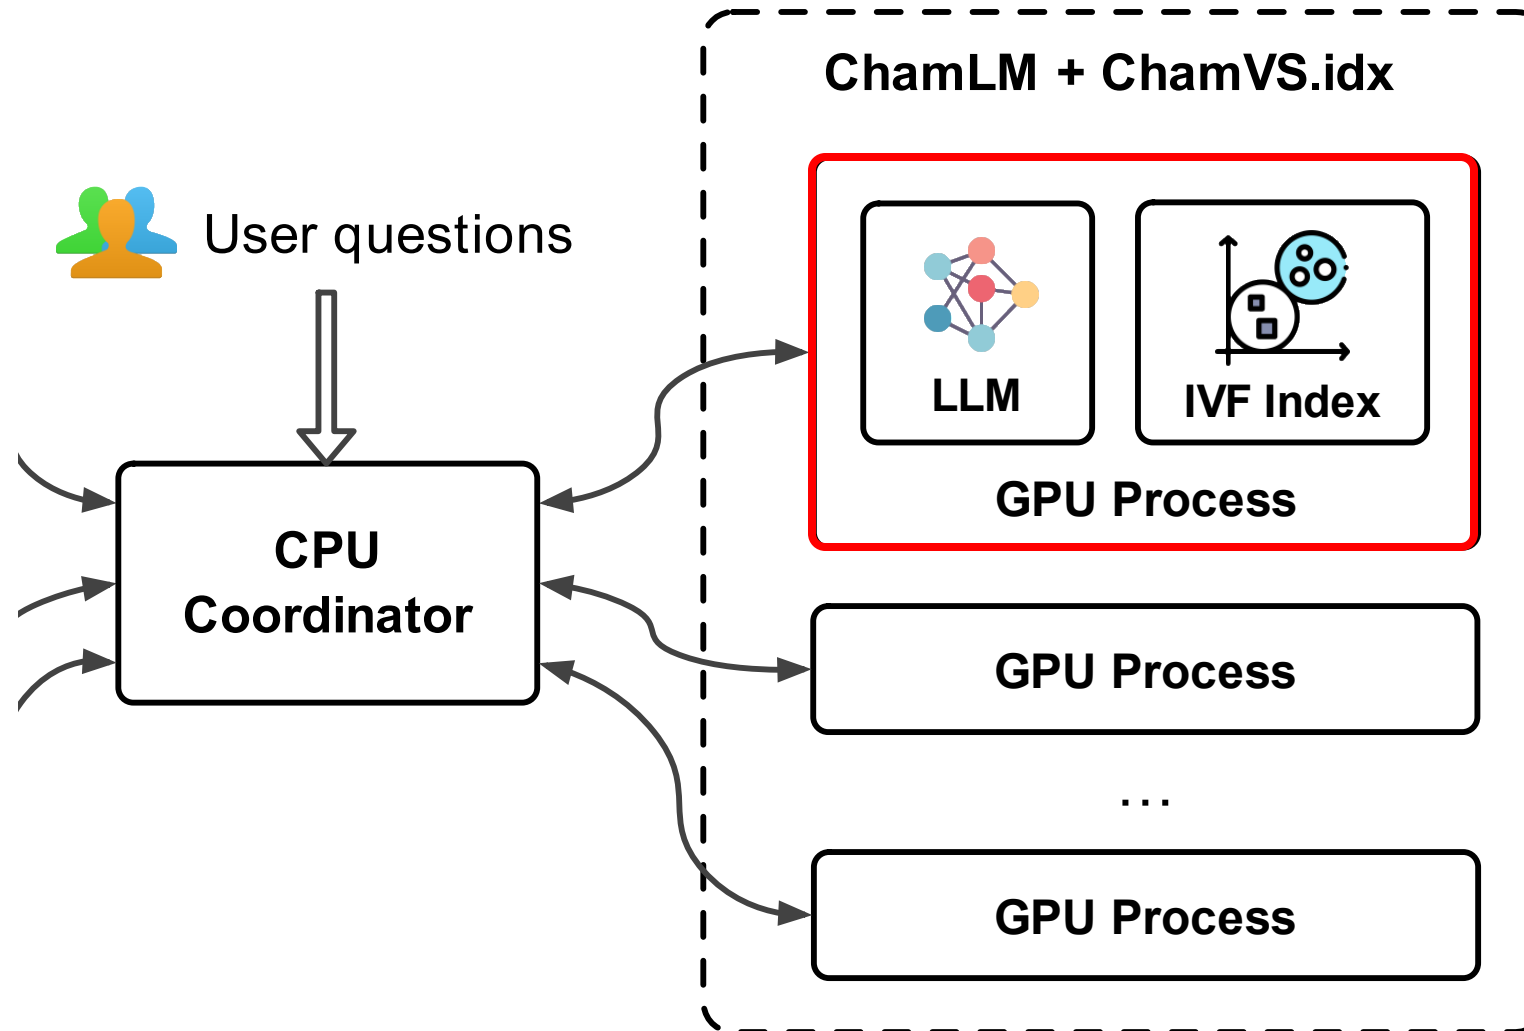 ChamLM + ChamVS.idx
User questions
LLM
IVF Index
GPU Process
CPU
Coordinator
GPU Process
...
GPU Process